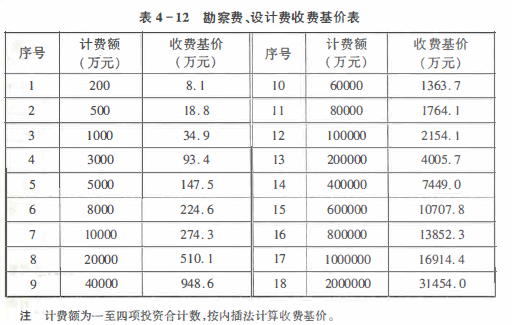 表 4-12 勘察费、设计费收费基价表
序号 计费额(万元) 收费基价(万元) 序号 计费额(万元) 收费基价(万元)
1 200 8.1 10 60000 1363.7
2 500 18.8 11 80000 1764.1
3 1000 34.9 12 100000 2154.1
4 3000 93.4 13 200000 4005.7
5 5000 147.5 14 400000 7449.0
6 8000 224.6 15 600000 10707.8
7 10000 274.3 16 800000 13852.3
8 20000 510.1 17 1000000 16914.4
9 40000 948.6 18 2000000 31454.0
注 计费额为一至四项投资合计数,按内插法计算收费基价。